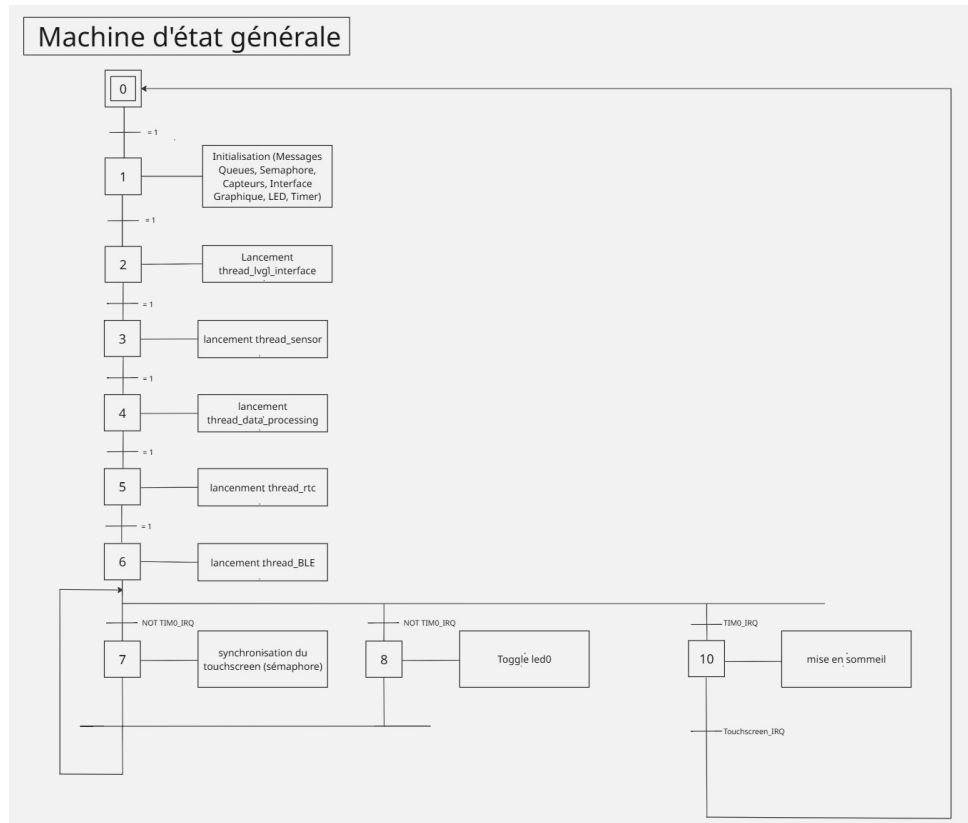 Machine d'état générale
0
= 1
1
Initialisation (Messages
Queues, Semaphore,
Capteurs, Interface
Graphique, LED, Timer)
= 1
2
Lancement
thread_lvgl_interface
= 1
3
lancement thread_sensor
= 1
4
lancement
thread_data_processing
= 1
5
lancenment thread_rtc
= 1
6
lancement thread_BLE
NOT TIM0_IRQ
NOT TIM0_IRQ
TIM0_IRQ
7
synchronisation du
touchscreen (sémaphore)
8
Toggle led0
10
mise en sommeil
Touchscreen_IRQ